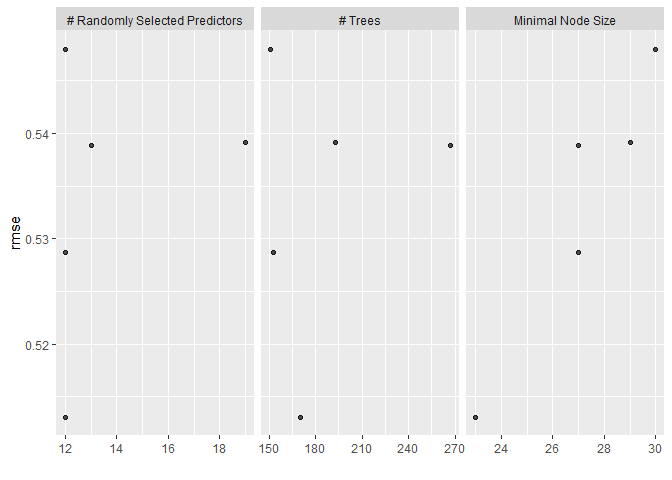 # Randomly Selected Predictors # Trees Minimal Node Size
0.54
0.53
rmse
0.52
12 14 16 18 150 180 210 240 270 24 26 28 30